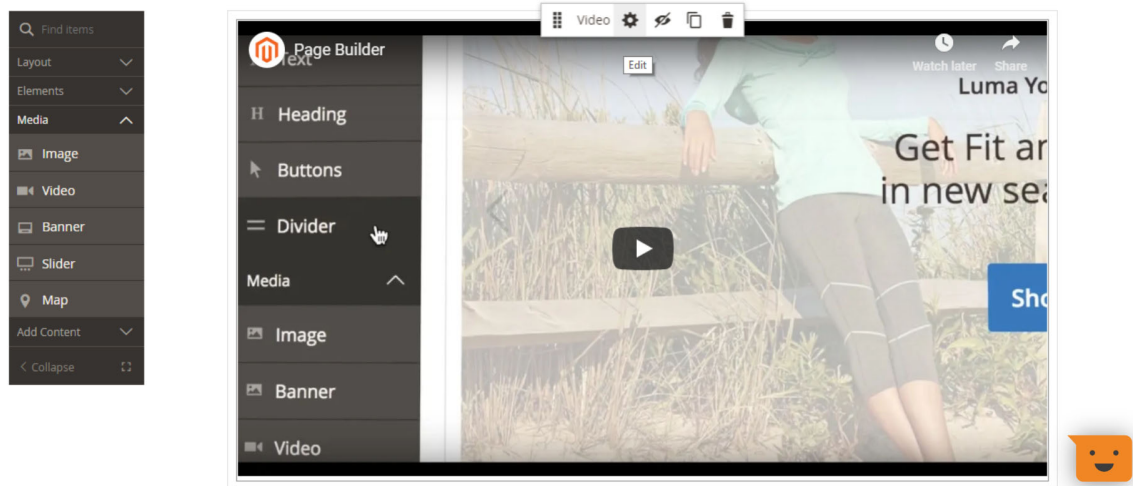 Find items
Layout
Elements
Media
Image
Video
Banner
Slider
Map
Add Content
Collapse
Video
Edit
Page Builder
Text
Watch later
Share
Heading
Buttons
Divider
Media
Image
Banner
Video
Luma Yo
Get Fit ar
in new sea
Sho